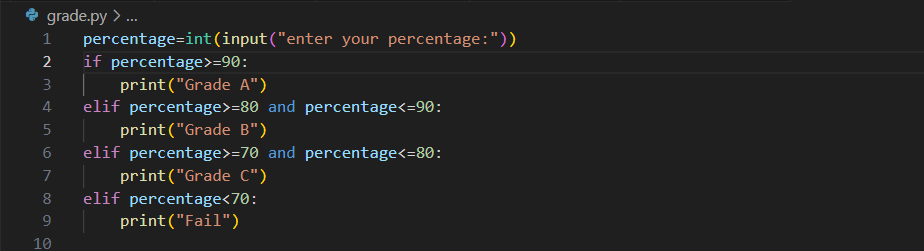 grade.py > ...
1 percentage=int(input("enter your percentage:"))
2 if percentage>=90:
3     print("Grade A")
4 elif percentage>=80 and percentage<=90:
5     print("Grade B")
6 elif percentage>=70 and percentage<=80:
7     print("Grade C")
8 elif percentage<70:
9     print("Fail")
10